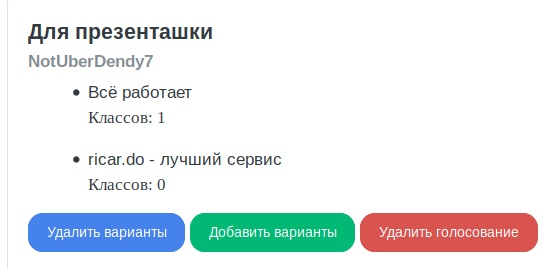 Для презенташки
NotUberDendy7
Всё работает
Классов: 1
ricar.do - лучший сервис
Классов: 0
Удалить варианты Добавить варианты Удалить голосование